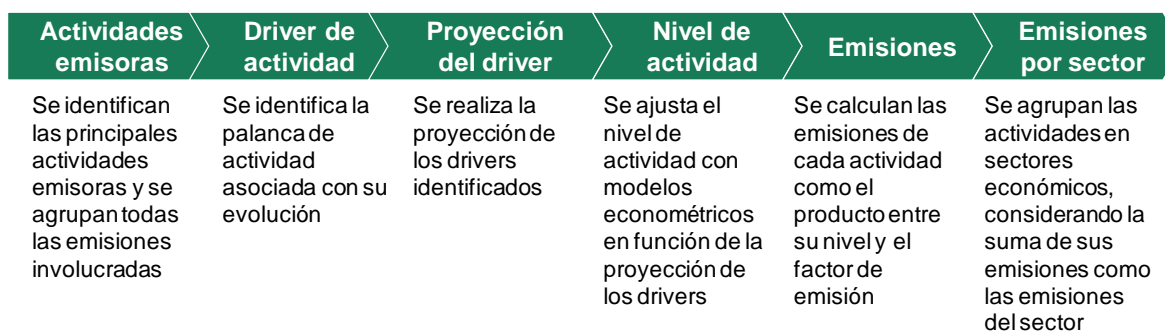 Actividades
emisoras
Driver de
actividad
Proyección
del driver
Nivel de
actividad
Emisiones
Emisiones
por sector
Se identifican
las principales
actividades
emisoras y se
agrupan todas
las emisiones
involucradas
Se identifica la
palanca de
actividad
asociada con su
evolución
Se realiza la
proyección de
los drivers
identificados
Se ajusta el
nivel de
actividad con
modelos
econométricos
en función de la
proyección de
los drivers
Se calculan las
emisiones de
cada actividad
como el
producto entre
su nivel y el
factor de
emisión
Se agrupan las
actividades en
sectores
económicos,
considerando la
suma de sus
emisiones como
las emisiones
del sector